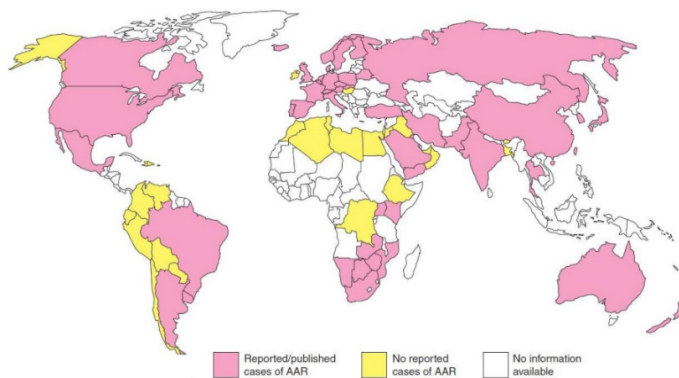 Reported/published
cases of AAR
No reported
cases of AAR
No information
available